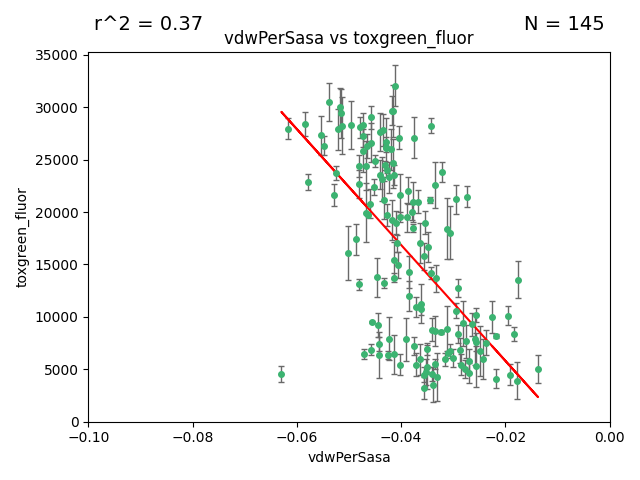 r^2 = 0.37
N = 145
vdwPerSasa vs toxgreen_fluor
toxgreen_fluor
35000
30000
25000
20000
15000
10000
5000
0
−0.10
−0.08
−0.06
−0.04
−0.02
0.00
vdwPerSasa